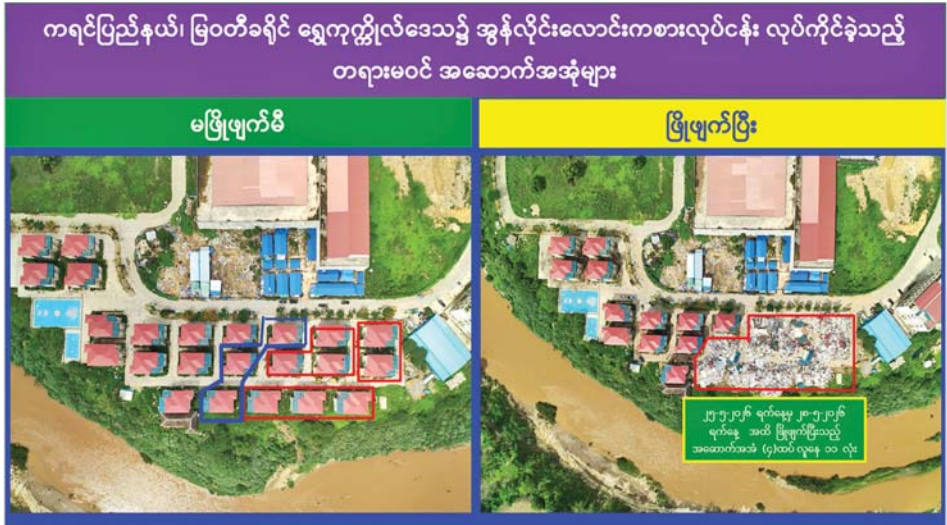 ကရင်ပြည်နယ်၊ မြဝတီခရိုင် ရွှေကုက္ကိုလ်ဒေသ၌ အွန်လိုင်းလောင်းကစားလုပ်ငန်း လုပ်ကိုင်ခဲ့သည့်
တရားမဝင် အဆောက်အအုံများ
မဖြိုဖျက်မီ
ဖြိုဖျက်ပြီး
၂၅-၅-၂၀၂၆ ရက်နေ့မှ ၂၈-၅-၂၀၂၆
ရက်နေ့ အထိ ဖြိုဖျက်ပြီးသည့်
အဆောက်အအုံ (၄)ထပ် လူနေ ၁၁ လုံး